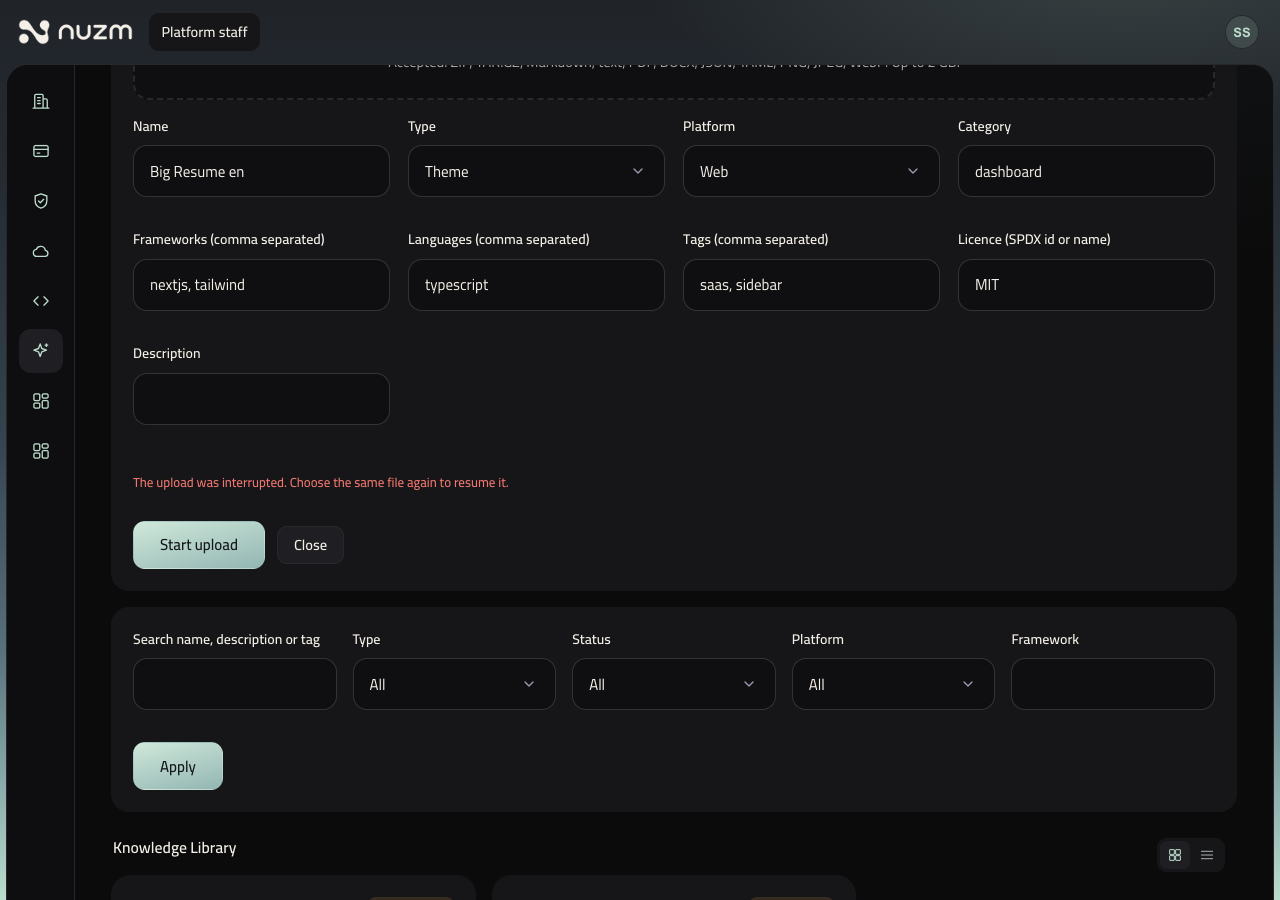 nuzm
Platform staff
SS
Name
Type
Platform
Category
Big Resume en
Theme
Web
dashboard
Frameworks (comma separated)
Languages (comma separated)
Tags (comma separated)
Licence (SPDX id or name)
nextjs, tailwind
typescript
saas, sidebar
MIT
Description
The upload was interrupted. Choose the same file again to resume it.
Start upload
Close
Search name, description or tag
Type
Status
Platform
Framework
All
All
All
Apply
Knowledge Library